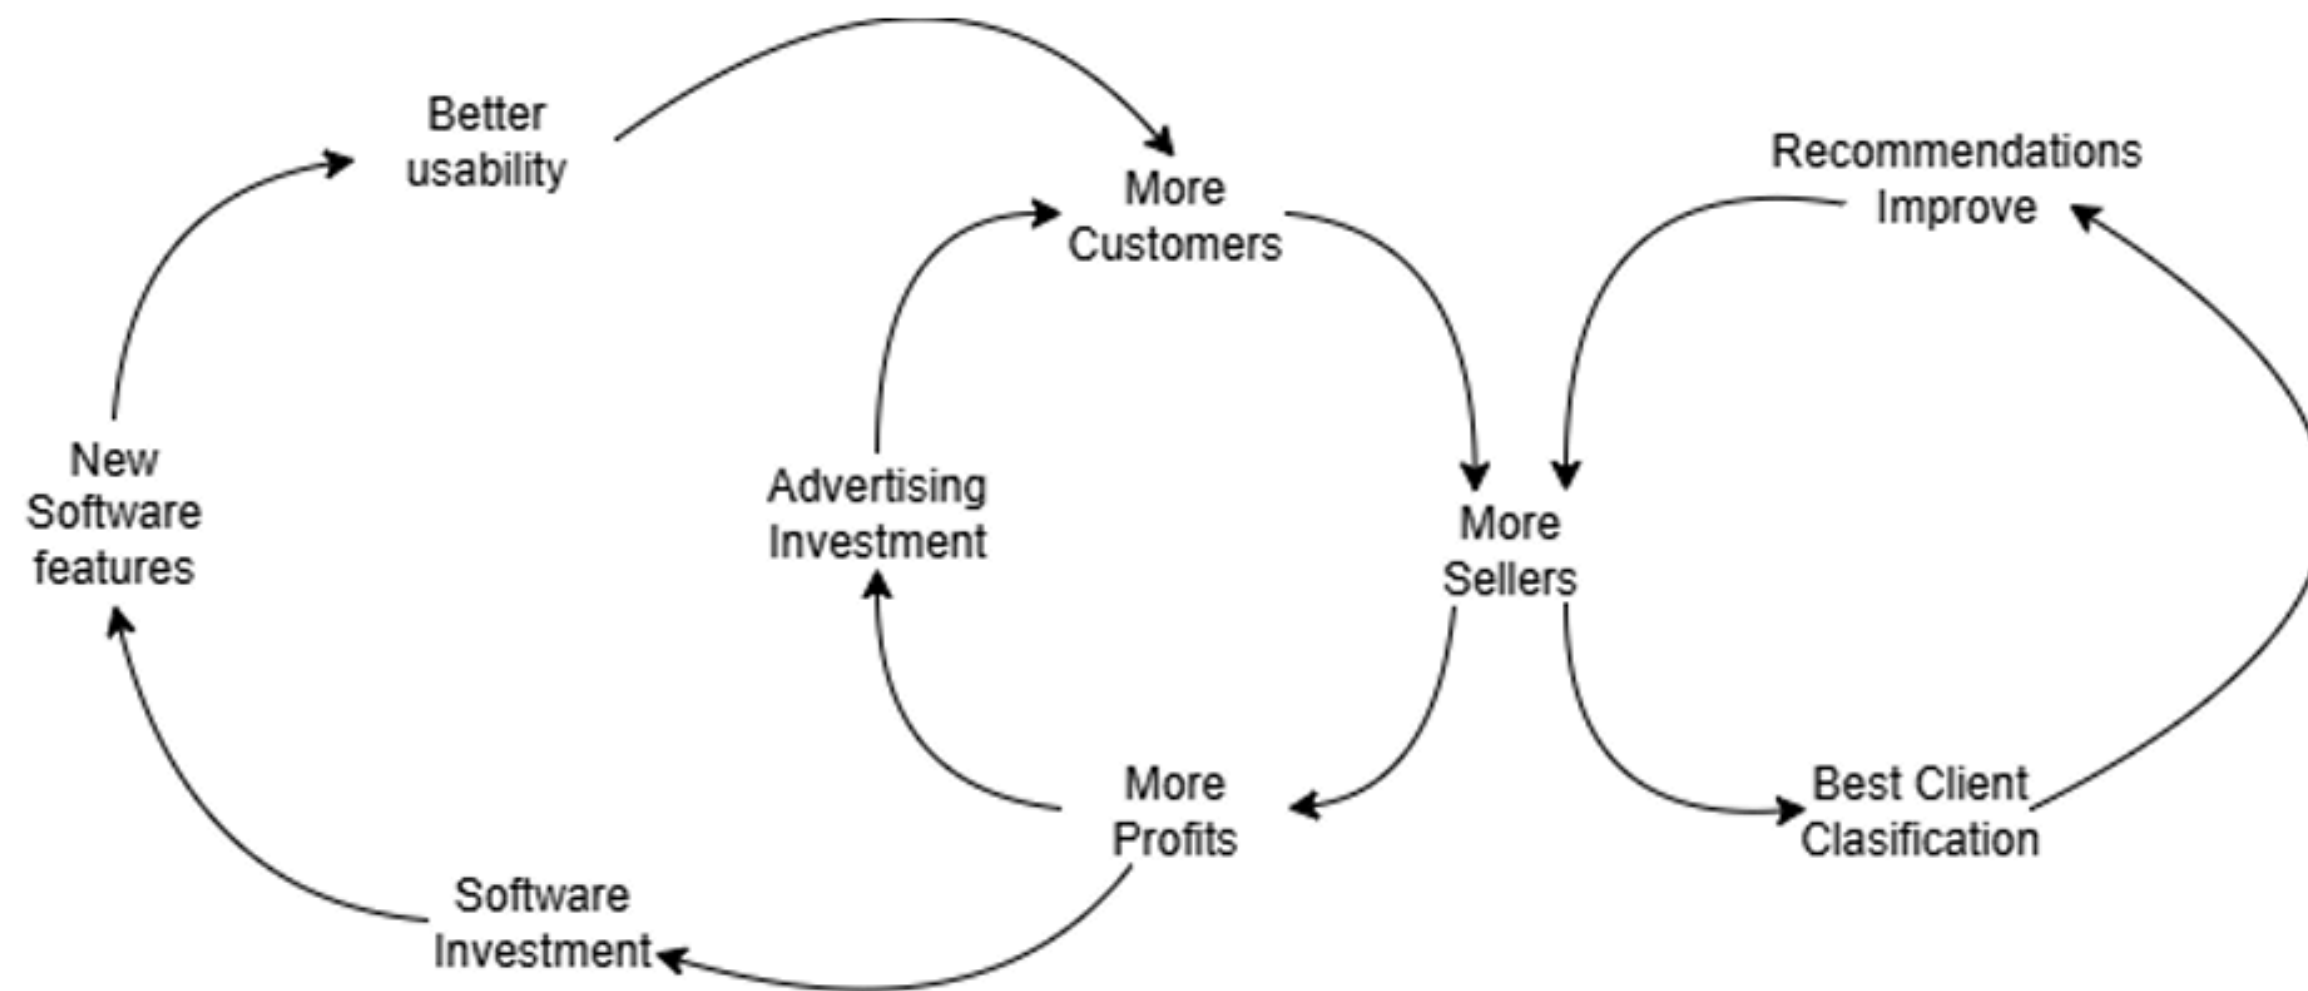 Better
usability
More
Customers
Recommendations
Improve
New
Software
features
Advertising
Investment
More
Sellers
More
Profits
Best Client
Clasification
Software
Investment